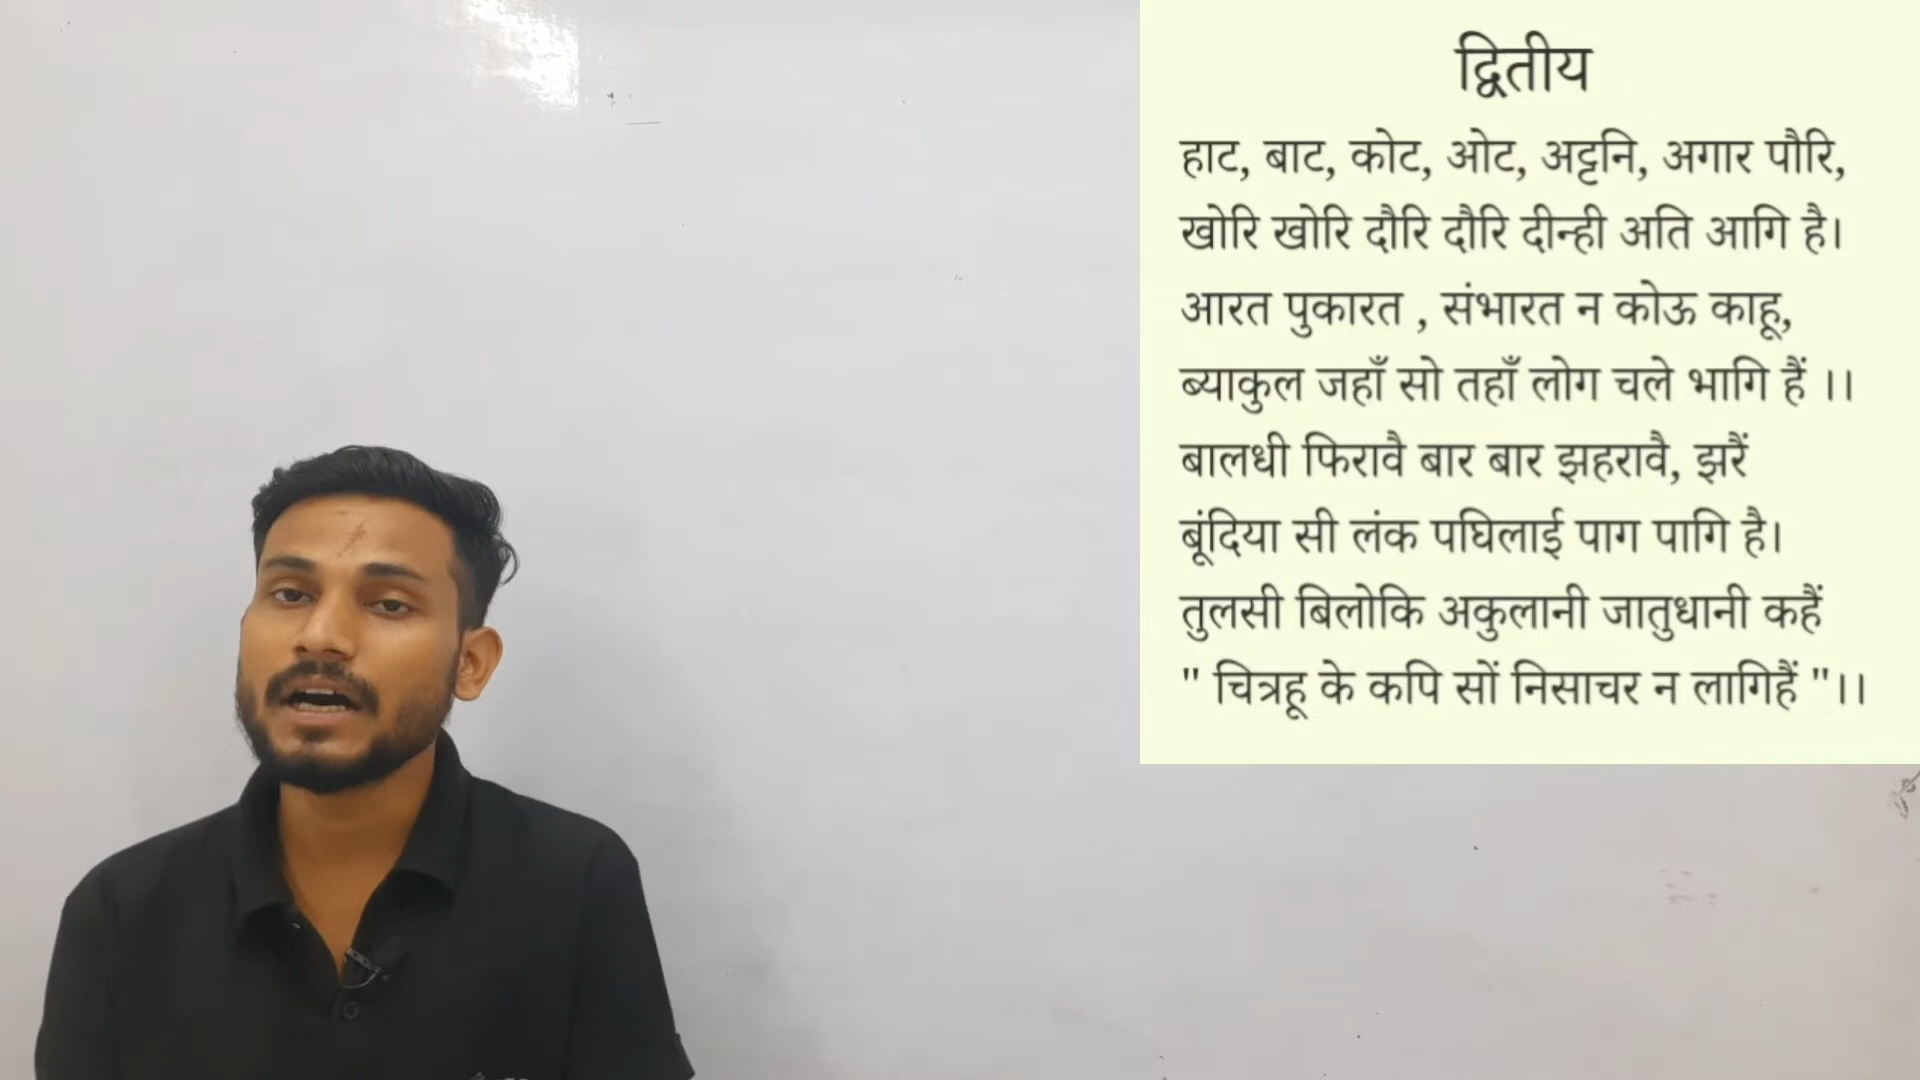 द्वितीय
हाट, बाट, कोट, ओट, अट्टनि, अगार पौरि,
खोरि खोरि दौरि दौरि दीन्ही अति आगि है।
आरत पुकारत , संभारत न कोऊ काहू,
ब्याकुल जहाँ सो तहाँ लोग चले भागि हैं ।।
बालधी फिरावै बार बार झहरावै, झरैं
बूंदिया सी लंक पघिलाई पाग पागि है।
तुलसी बिलोकि अकुलानी जातुधानी कहैं
" चित्रहू के कपि सों निसाचर न लागिहैं "।।